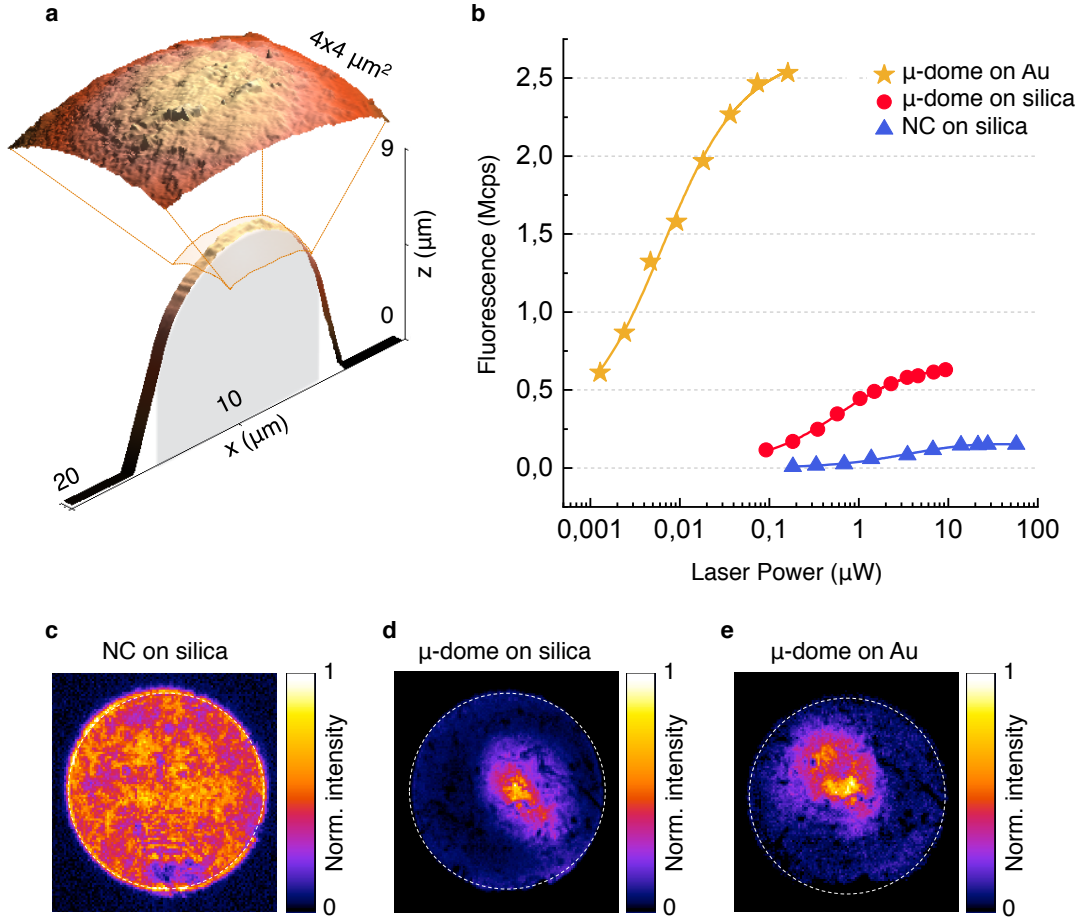 a
4x4 µm²
9
z (µm)
0
10
x (µm)
20
b
2,5
2,0
1,5
1,0
0,5
0,0
Fluorescence (Mcps)
µ-dome on Au
µ-dome on silica
NC on silica
0,001
0,01
0,1
1
10
100
Laser Power (µW)
c
NC on silica
1
Norm. intensity
0
d
µ-dome on silica
1
Norm. intensity
0
e
µ-dome on Au
1
Norm. intensity
0